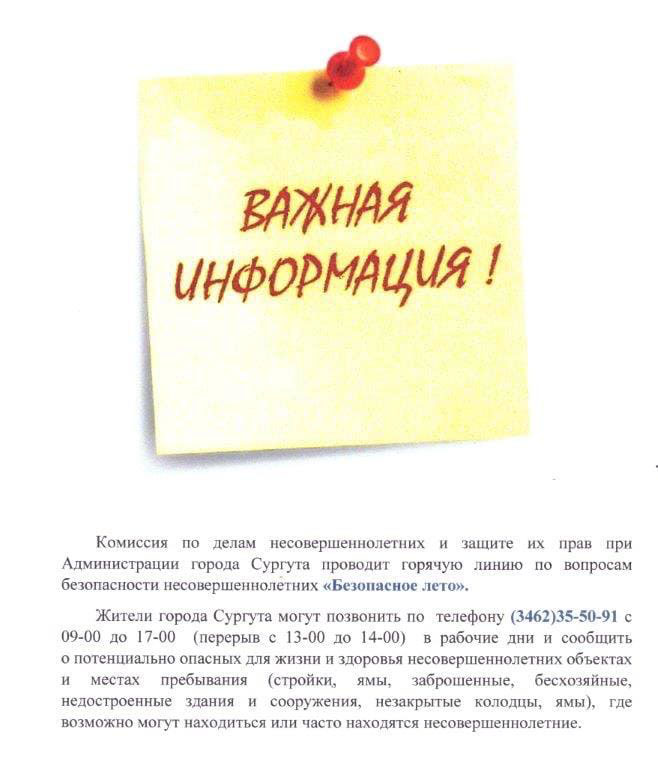 ВАЖНАЯ
ИНФОРМАЦИЯ !
Комиссия по делам несовершеннолетних и защите их прав при
Администрации города Сургута проводит горячую линию по вопросам
безопасности несовершеннолетних «Безопасное лето».
Жители города Сургута могут позвонить по телефону (3462)35-50-91 с
09-00 до 17-00 (перерыв с 13-00 до 14-00) в рабочие дни и сообщить
о потенциально опасных для жизни и здоровья несовершеннолетних объектах
и местах пребывания (стройки, ямы, заброшенные, бесхозяйные,
недостроенные здания и сооружения, незакрытые колодцы, ямы), где
возможно могут находиться или часто находятся несовершеннолетние.